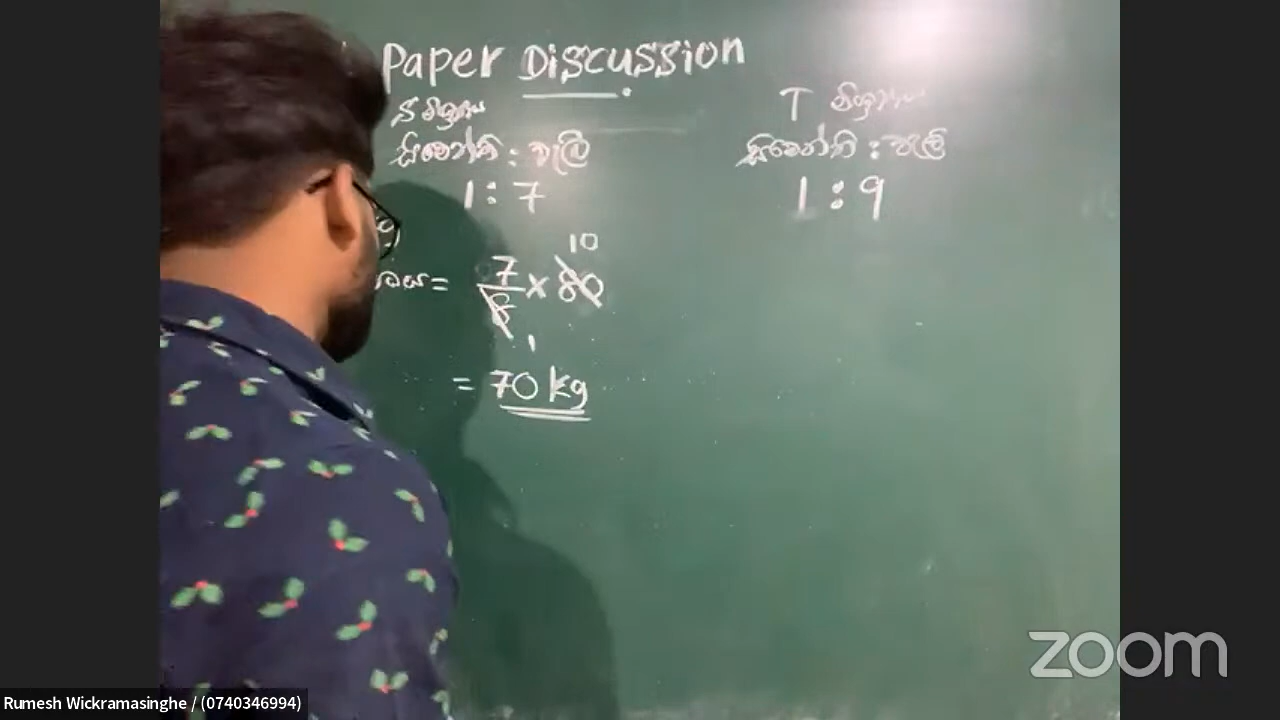 Paper Discussion
S මිශ්‍රණය
සිමෙන්ති : වැලි
1 : 7
= 7/8 × 80
10
1
= 70 kg
T මිශ්‍රණය
සිමෙන්ති : වැලි
1 : 9
zoom
Rumesh Wickramasinghe / (0740346994)